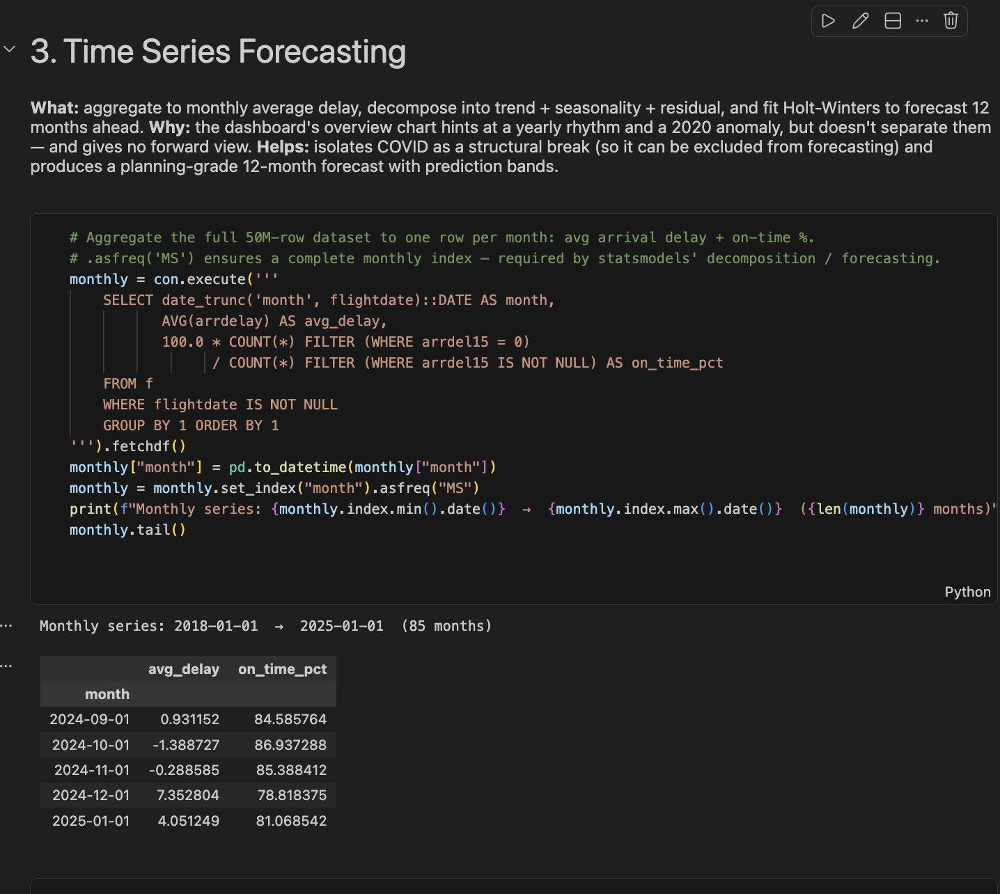 3. Time Series Forecasting
What: aggregate to monthly average delay, decompose into trend + seasonality + residual, and fit Holt-Winters to forecast 12
months ahead. Why: the dashboard's overview chart hints at a yearly rhythm and a 2020 anomaly, but doesn't separate them
— and gives no forward view. Helps: isolates COVID as a structural break (so it can be excluded from forecasting) and
produces a planning-grade 12-month forecast with prediction bands.
# Aggregate the full 50M-row dataset to one row per month: avg arrival delay + on-time %.
# .asfreq('MS') ensures a complete monthly index — required by statsmodels' decomposition / forecasting.
monthly = con.execute('''
    SELECT date_trunc('month', flightdate)::DATE AS month,
           AVG(arrdelay) AS avg_delay,
           100.0 * COUNT(*) FILTER (WHERE arrdel15 = 0)
                 / COUNT(*) FILTER (WHERE arrdel15 IS NOT NULL) AS on_time_pct
    FROM f
    WHERE flightdate IS NOT NULL
    GROUP BY 1 ORDER BY 1
''').fetchdf()
monthly["month"] = pd.to_datetime(monthly["month"])
monthly = monthly.set_index("month").asfreq("MS")
print(f"Monthly series: {monthly.index.min().date()}  →  {monthly.index.max().date()}  ({len(monthly)} months)"
monthly.tail()
Python
Monthly series: 2018-01-01  →  2025-01-01  (85 months)
avg_delay on_time_pct
month
2024-09-01 0.931152 84.585764
2024-10-01 -1.388727 86.937288
2024-11-01 -0.288585 85.388412
2024-12-01 7.352804 78.818375
2025-01-01 4.051249 81.068542